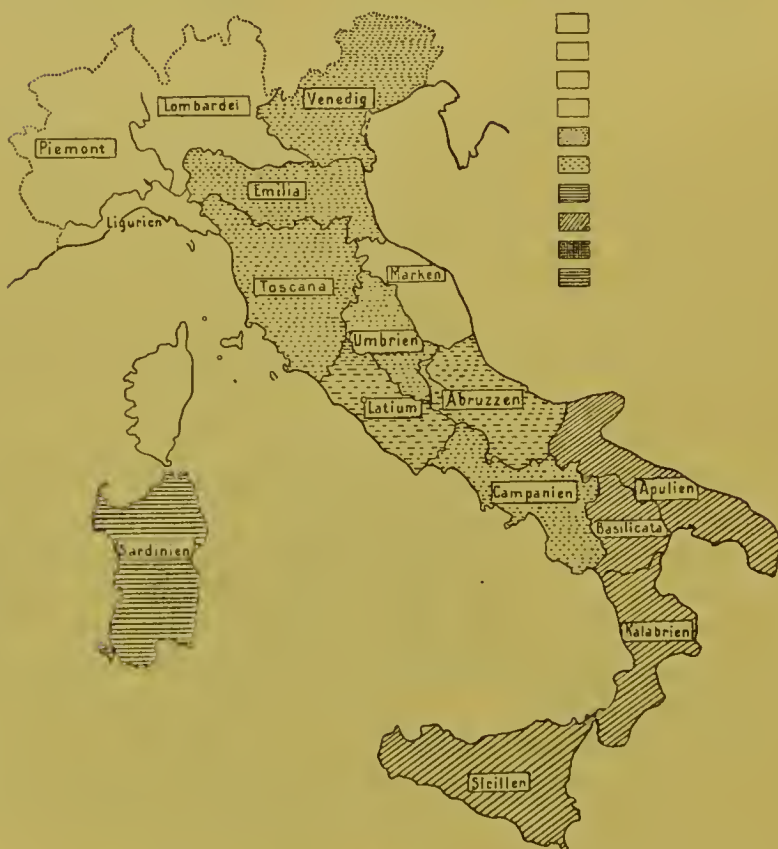 Venedig
Lombardei
Piemont
Emilia
Ligurien
Marken
Toscana
Umbrien
Abruzzen
Latium
Campanien
Apulien
Basilicata
Sardinien
Kalabrien
Sicilien